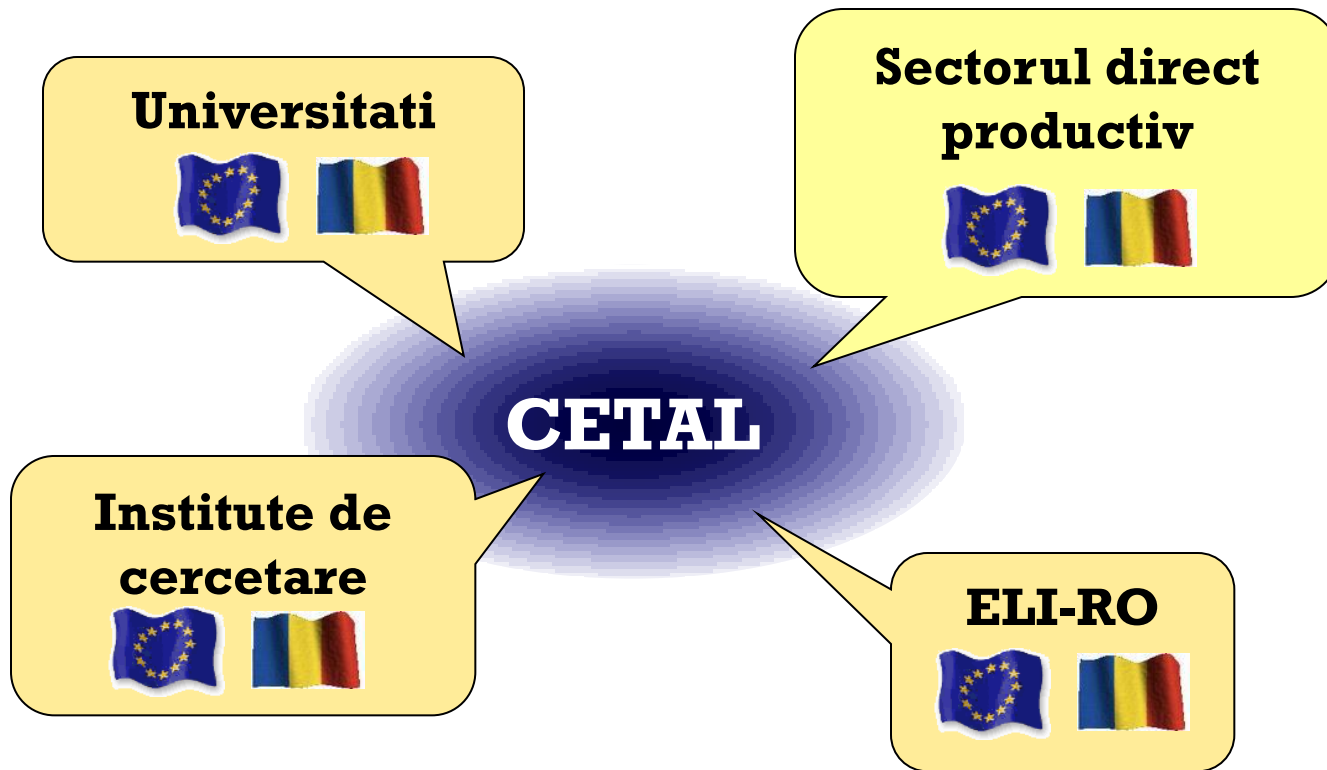 Universitati
Sectorul direct
productiv
CETAL
Institute de
cercetare
ELI-RO